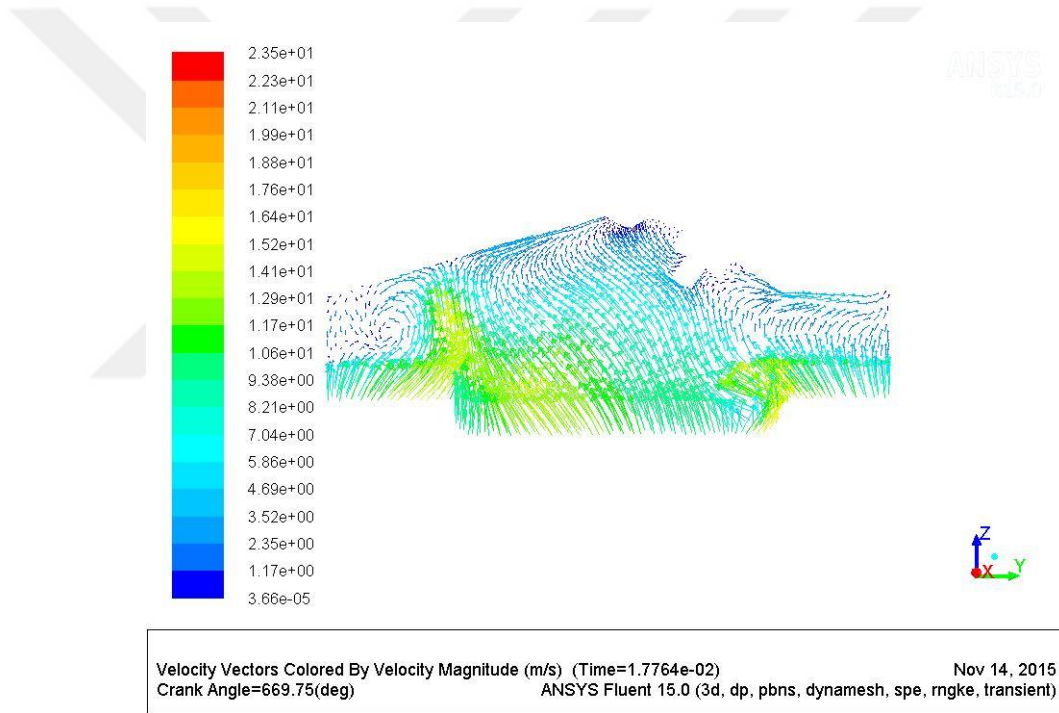 ANSYS
R15.0
2.35e+01
2.23e+01
2.11e+01
1.99e+01
1.88e+01
1.76e+01
1.64e+01
1.52e+01
1.41e+01
1.29e+01
1.17e+01
1.06e+01
9.38e+00
8.21e+00
7.04e+00
5.86e+00
4.69e+00
3.52e+00
2.35e+00
1.17e+00
3.66e-05
Z
X
Y
Velocity Vectors Colored By Velocity Magnitude (m/s) (Time=1.7764e-02) Nov 14, 2015
Crank Angle=669.75(deg) ANSYS Fluent 15.0 (3d, dp, pbns, dynamesh, spe, rngke, transient)